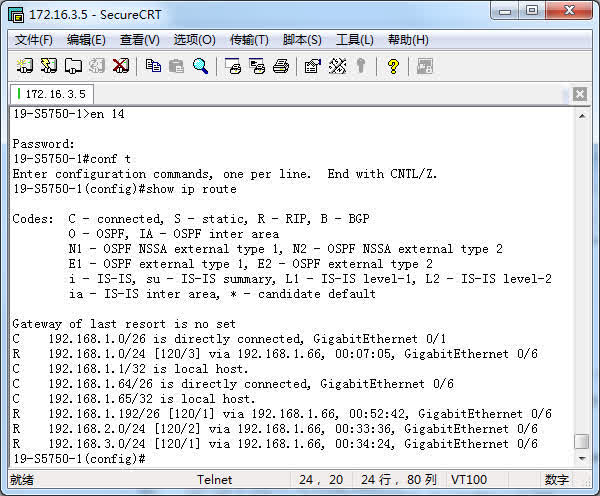 172.16.3.5 - SecureCRT
文件(F) 编辑(E) 查看(V) 选项(O) 传输(T) 脚本(S) 工具(L) 帮助(H)
172.16.3.5
19-S5750-1>en 14
Password:
19-S5750-1#conf t
Enter configuration commands, one per line.  End with CNTL/Z.
19-S5750-1(config)#show ip route
Codes:  C - connected, S - static, R - RIP, B - BGP
O - OSPF, IA - OSPF inter area
N1 - OSPF NSSA external type 1, N2 - OSPF NSSA external type 2
E1 - OSPF external type 1, E2 - OSPF external type 2
i - IS-IS, su - IS-IS summary, L1 - IS-IS level-1, L2 - IS-IS level-2
ia - IS-IS inter area, * - candidate default
Gateway of last resort is no set
C    192.168.1.0/26 is directly connected, GigabitEthernet 0/1
R    192.168.1.0/24 [120/3] via 192.168.1.66, 00:07:05, GigabitEthernet 0/6
C    192.168.1.1/32 is local host.
C    192.168.1.64/26 is directly connected, GigabitEthernet 0/6
C    192.168.1.65/32 is local host.
R    192.168.1.192/26 [120/1] via 192.168.1.66, 00:52:42, GigabitEthernet 0/6
R    192.168.2.0/24 [120/2] via 192.168.1.66, 00:33:36, GigabitEthernet 0/6
R    192.168.3.0/24 [120/1] via 192.168.1.66, 00:34:24, GigabitEthernet 0/6
19-S5750-1(config)#
就绪 Telnet 24, 20 24 行, 80 列 VT100 数字